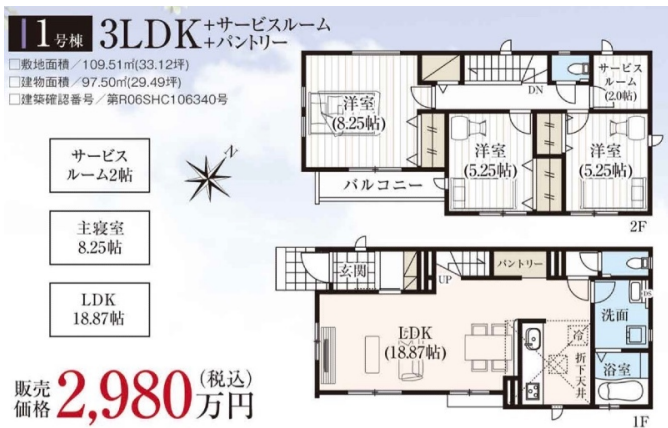 1号棟 3LDK+サービスルーム
+パントリー
□敷地面積／109.51㎡(33.12坪)
□建物面積／97.50㎡(29.49坪)
□建築確認番号／第R06SHC106340号
サービス
ルーム2帖
主寝室
8.25帖
LDK
18.87帖
N
洋室
(8.25帖)
バルコニー
DN
サービス
ルーム
(2.0帖)
洋室
(5.25帖)
洋室
(5.25帖)
2F
玄関
UP
パントリー
LDK
(18.87帖)
冷
折下天井
洗面
浴室
1F
販売
価格 2,980万円 (税込)